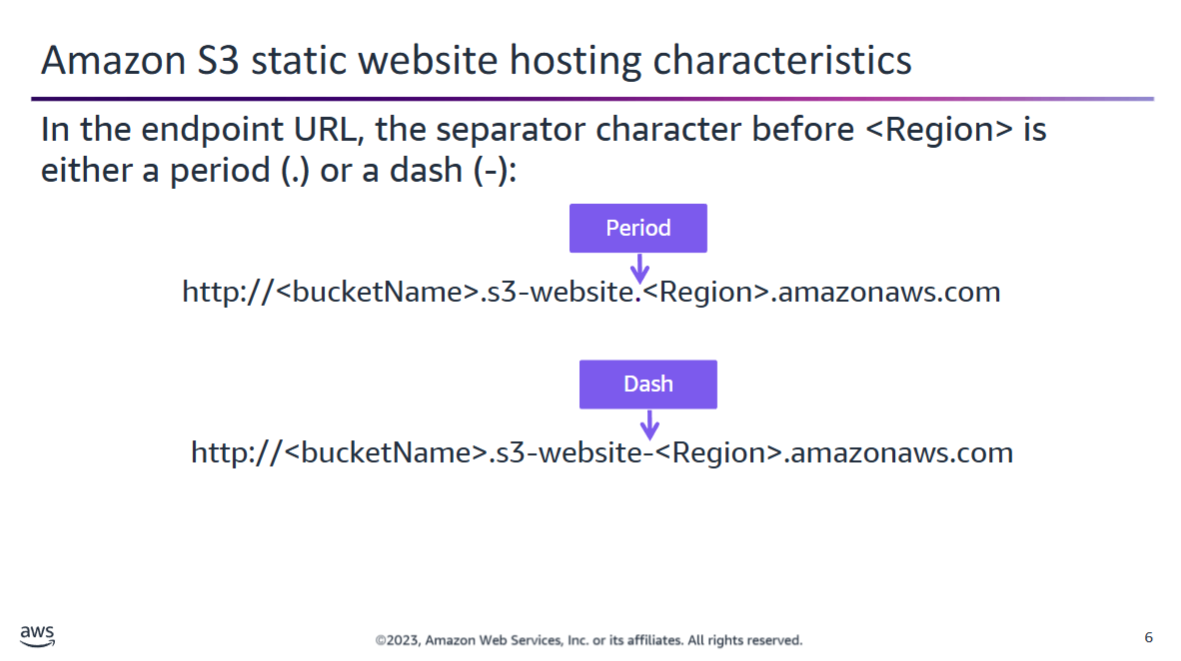 Amazon S3 static website hosting characteristics
In the endpoint URL, the separator character before <Region> is
either a period (.) or a dash (-):
Period
http://<bucketName>.s3-website.<Region>.amazonaws.com
Dash
http://<bucketName>.s3-website-<Region>.amazonaws.com
aws
©2023, Amazon Web Services, Inc. or its affiliates. All rights reserved.
6